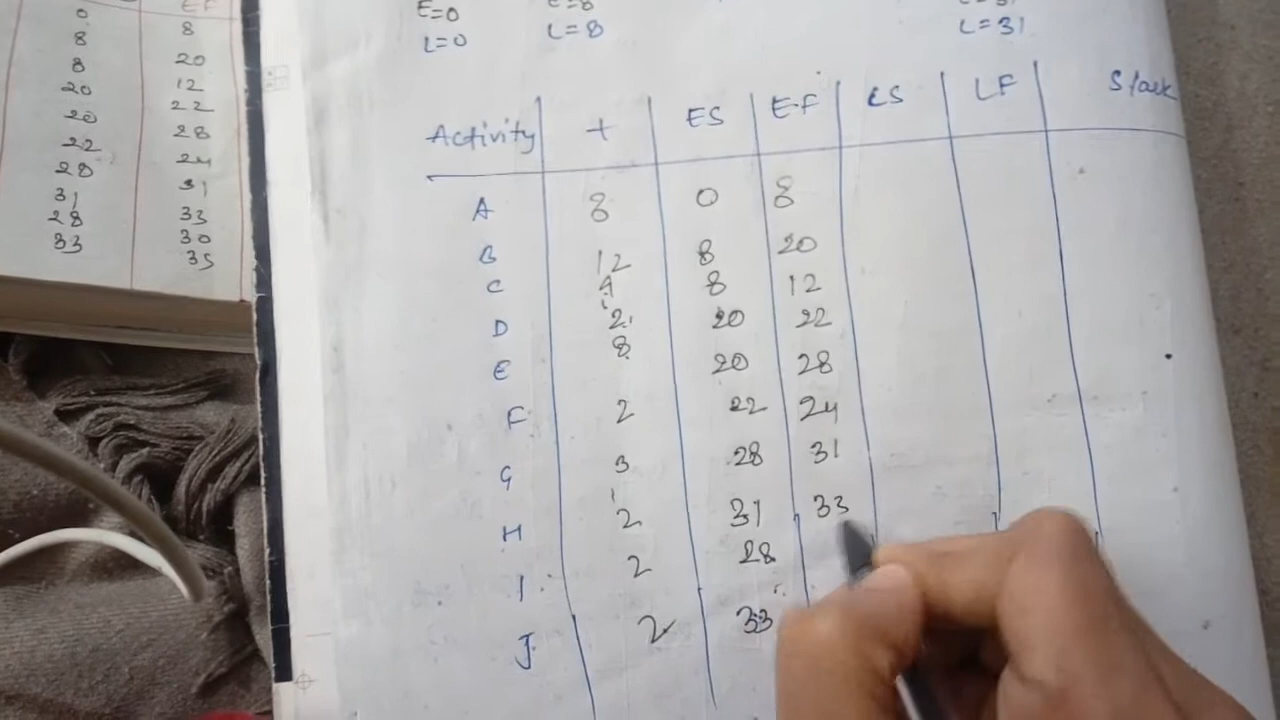 EF
0 8
8 20
8 12
20 22
20 28
22 24
28 31
31 33
28 30
33 35
E=0 E=8
L=0 L=8 L=31
Activity t ES E.F LS LF Slack
A 8 0 8
B 12 8 20
C 4 8 12
D 2 20 22
E 8 20 28
F 2 22 24
G 3 28 31
H 2 31 33
I 2 28
J 2 33